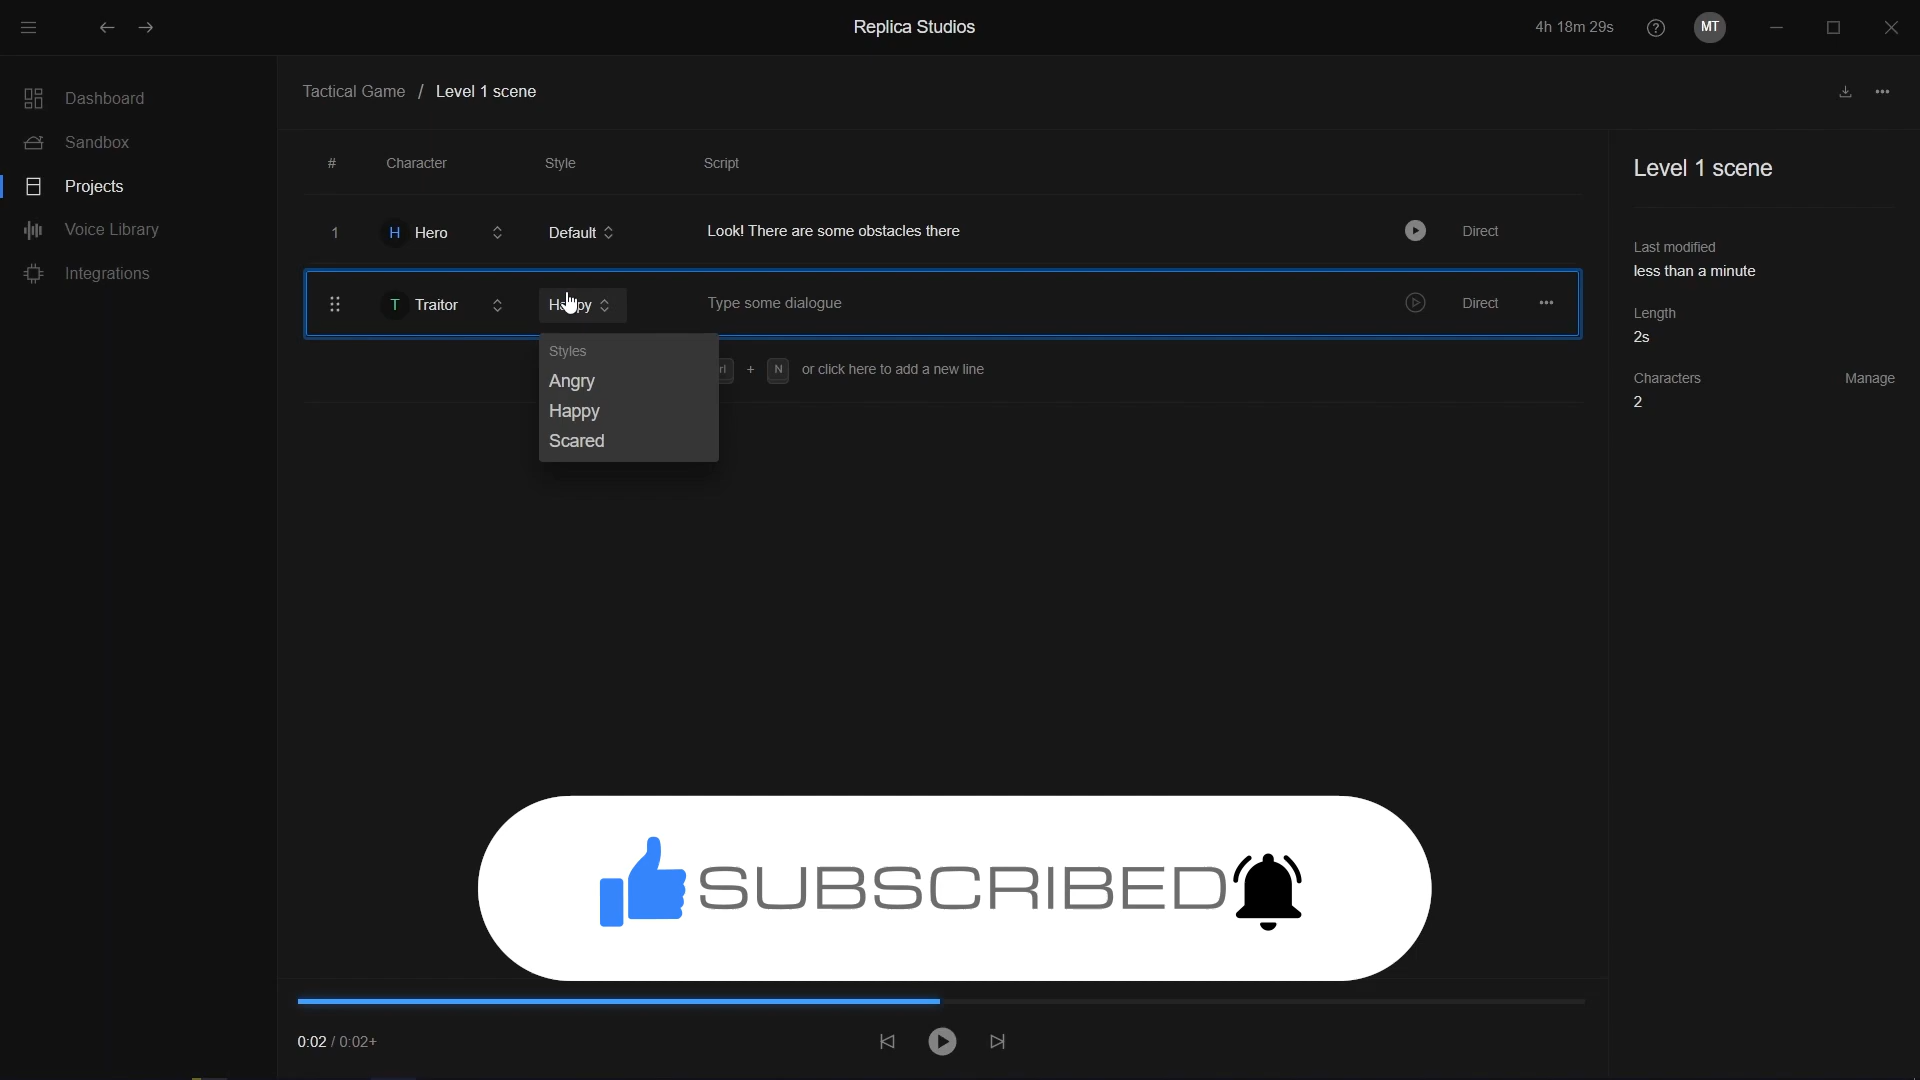 Replica Studios
4h 18m 29s
MT
Dashboard
Sandbox
Projects
Voice Library
Integrations
Tactical Game / Level 1 scene
# Character Style Script
1 H Hero Default Look! There are some obstacles there Direct
T Traitor Happy Type some dialogue Direct
Styles
Angry
Happy
Scared
+ N or click here to add a new line
Level 1 scene
Last modified
less than a minute
Length
2s
Characters Manage
2
SUBSCRIBED
0:02 / 0:02+